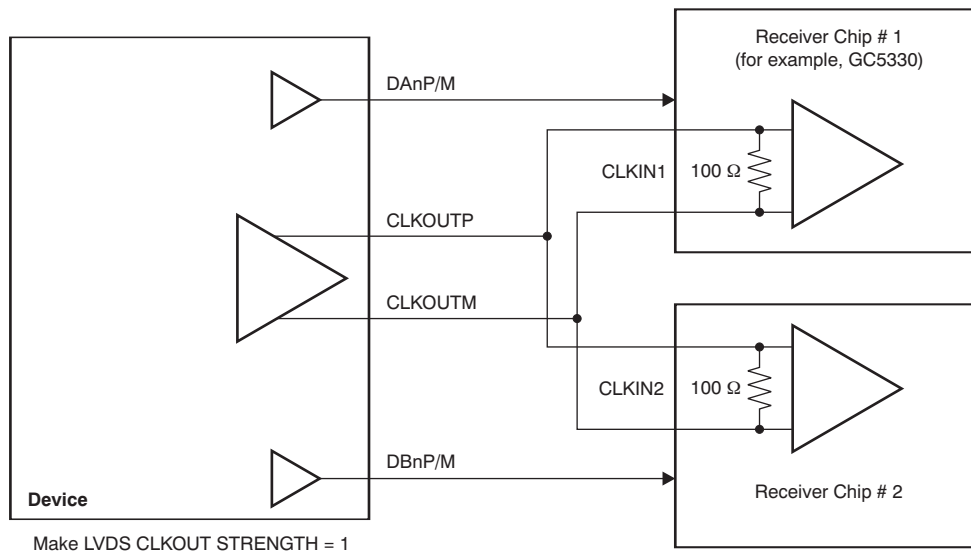 Receiver Chip # 1
(for example, GC5330)
DAnP/M
CLKIN1
100 Ω
CLKOUTP
CLKOUTM
CLKIN2
100 Ω
DBnP/M
Device
Receiver Chip # 2
Make LVDS CLKOUT STRENGTH = 1